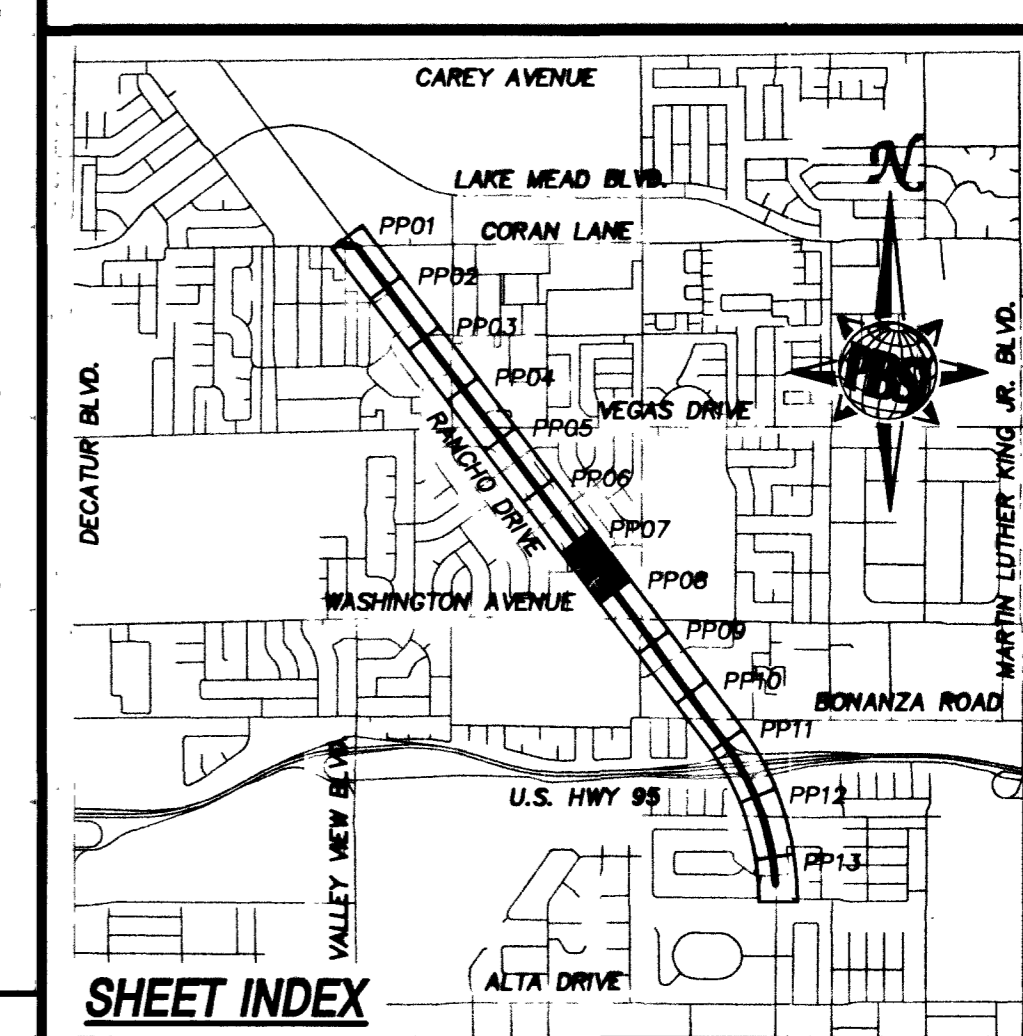 CAREY AVENUE
N
LAKE MEAD BLVD.
PP01
CORAN LANE
PP02
PP03
PP04
VEGAS DRIVE
PP05
RANCHO DRIVE
PP06
PP07
PP08
WASHINGTON AVENUE
PP09
PP10
BONANZA ROAD
PP11
U.S. HWY 95
PP12
PP13
DECATUR BLVD.
VALLEY VIEW BLVD.
MARTIN LUTHER KING JR. BLVD.
PBSJ
ALTA DRIVE
SHEET INDEX